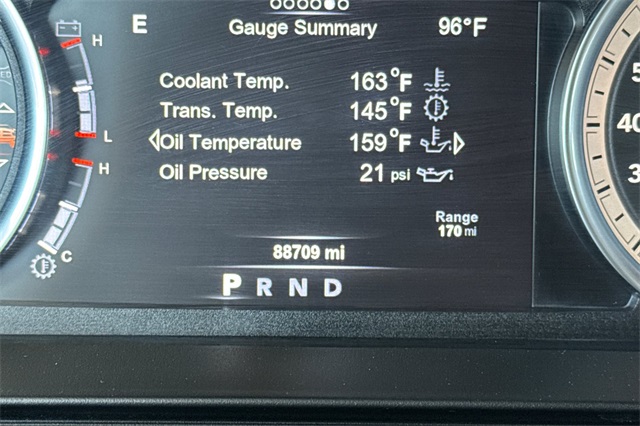 E Gauge Summary 96°F
H
Coolant Temp. 163°F
Trans. Temp. 145°F
L Oil Temperature 159°F
H Oil Pressure 21 psi
Range
170 mi
88709 mi
C
P R N D
40